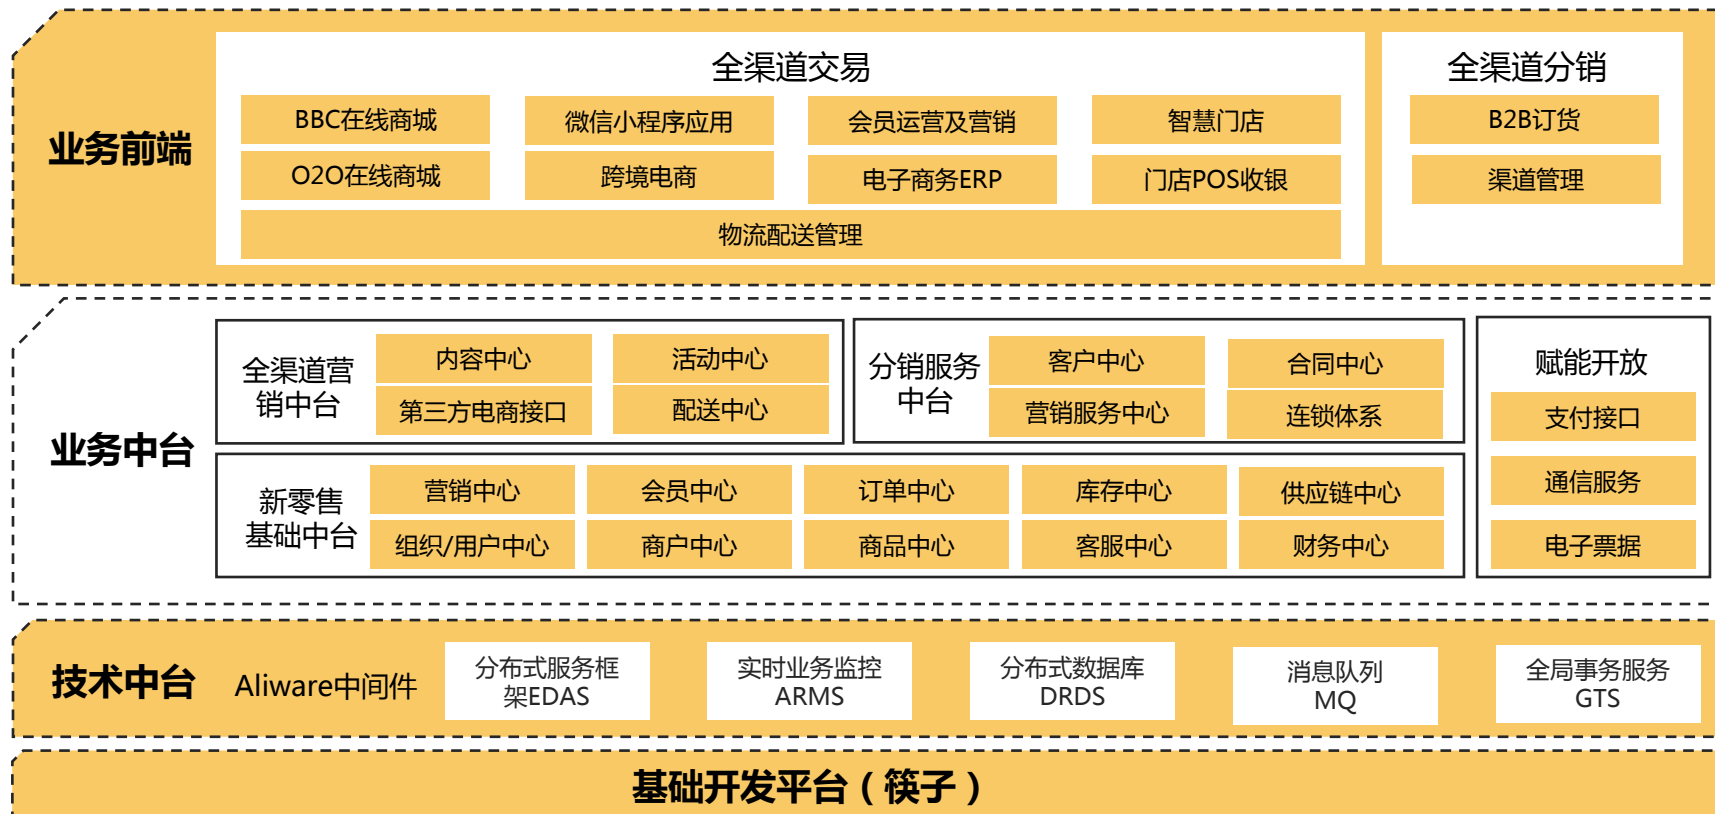 业务前端
全渠道交易
BBC在线商城
微信小程序应用
会员运营及营销
智慧门店
O2O在线商城
跨境电商
电子商务ERP
门店POS收银
物流配送管理
全渠道分销
B2B订货
渠道管理
业务中台
全渠道营
销中台
内容中心
活动中心
第三方电商接口
配送中心
分销服务
中台
客户中心
合同中心
营销服务中心
连锁体系
新零售
基础中台
营销中心
会员中心
订单中心
库存中心
供应链中心
组织/用户中心
商户中心
商品中心
客服中心
财务中心
赋能开放
支付接口
通信服务
电子票据
技术中台
Aliware中间件
分布式服务框
架EDAS
实时业务监控
ARMS
分布式数据库
DRDS
消息队列
MQ
全局事务服务
GTS
基础开发平台（筷子）